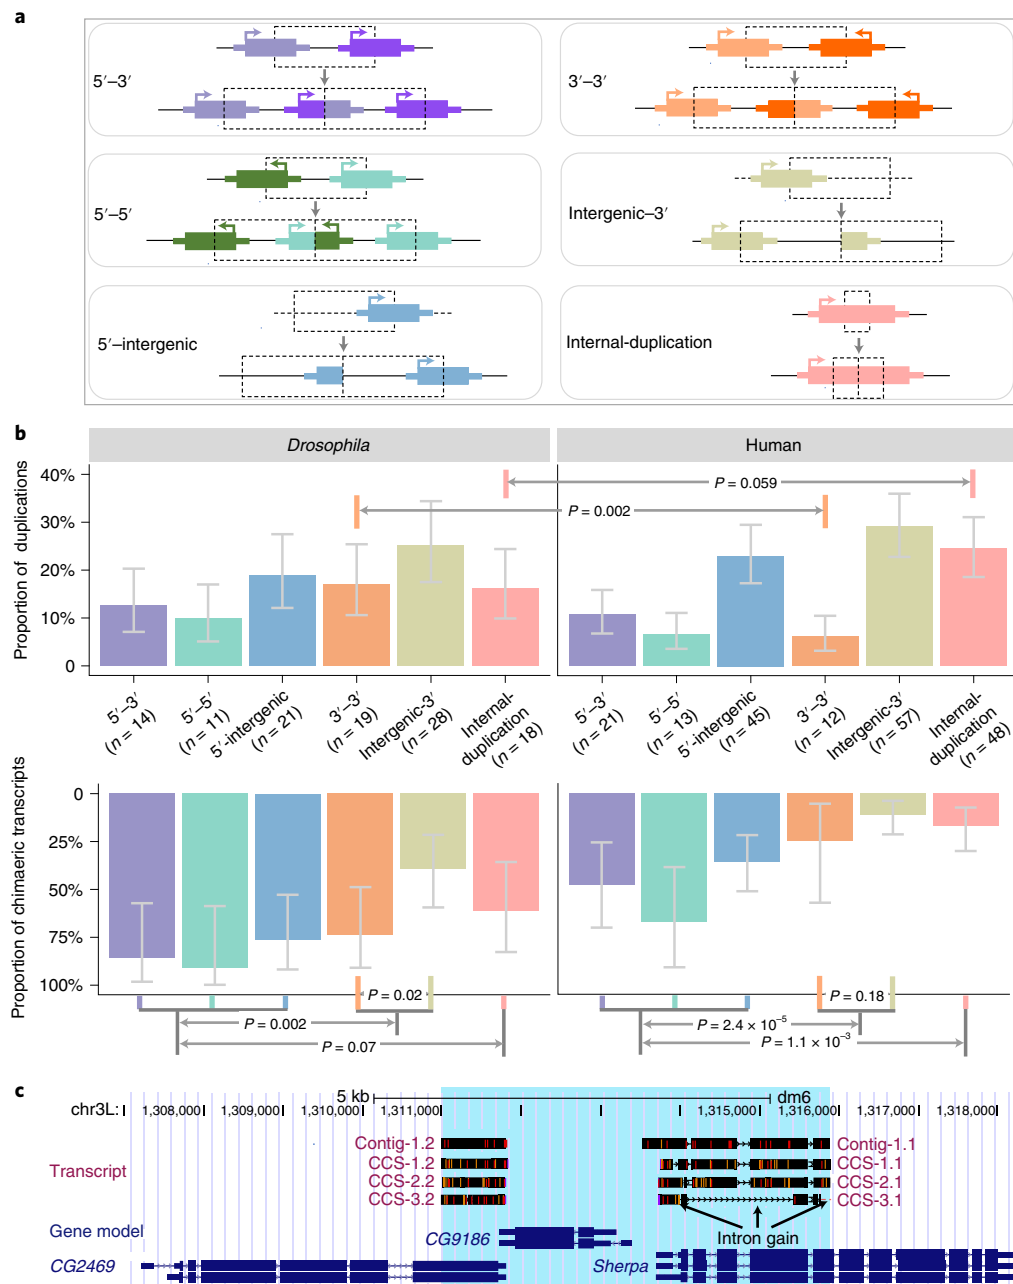 a
5′–3′
3′–3′
5′–5′
Intergenic–3′
5′–intergenic
Internal-duplication
b
Drosophila
Human
Proportion of duplications
40%
30%
20%
10%
0
P = 0.059
P = 0.002
5′–3′
(n = 14)
5′–5′
(n = 11)
5′-intergenic
(n = 21)
3′–3′
(n = 19)
Intergenic-3′
(n = 28)
Internal-
duplication
(n = 18)
5′-3′
(n = 21)
5′–5′
(n = 13)
5′-intergenic
(n = 45)
3′–3′
(n = 12)
Intergenic-3′
(n = 57)
Internal-
duplication
(n = 48)
Proportion of chimaeric transcripts
0
25%
50%
75%
100%
P = 0.02
P = 0.002
P = 0.07
P = 0.18
P = 2.4 × 10⁻⁵
P = 1.1 × 10⁻³
c
5 kb
dm6
chr3L:
1,308,000
1,309,000
1,310,000
1,311,000
1,315,000
1,316,000
1,317,000
1,318,000
Transcript
Contig-1.2
Contig-1.1
CCS-1.2
CCS-1.1
CCS-2.2
CCS-2.1
CCS-3.2
CCS-3.1
Intron gain
Gene model
CG9186
CG2469
Sherpa